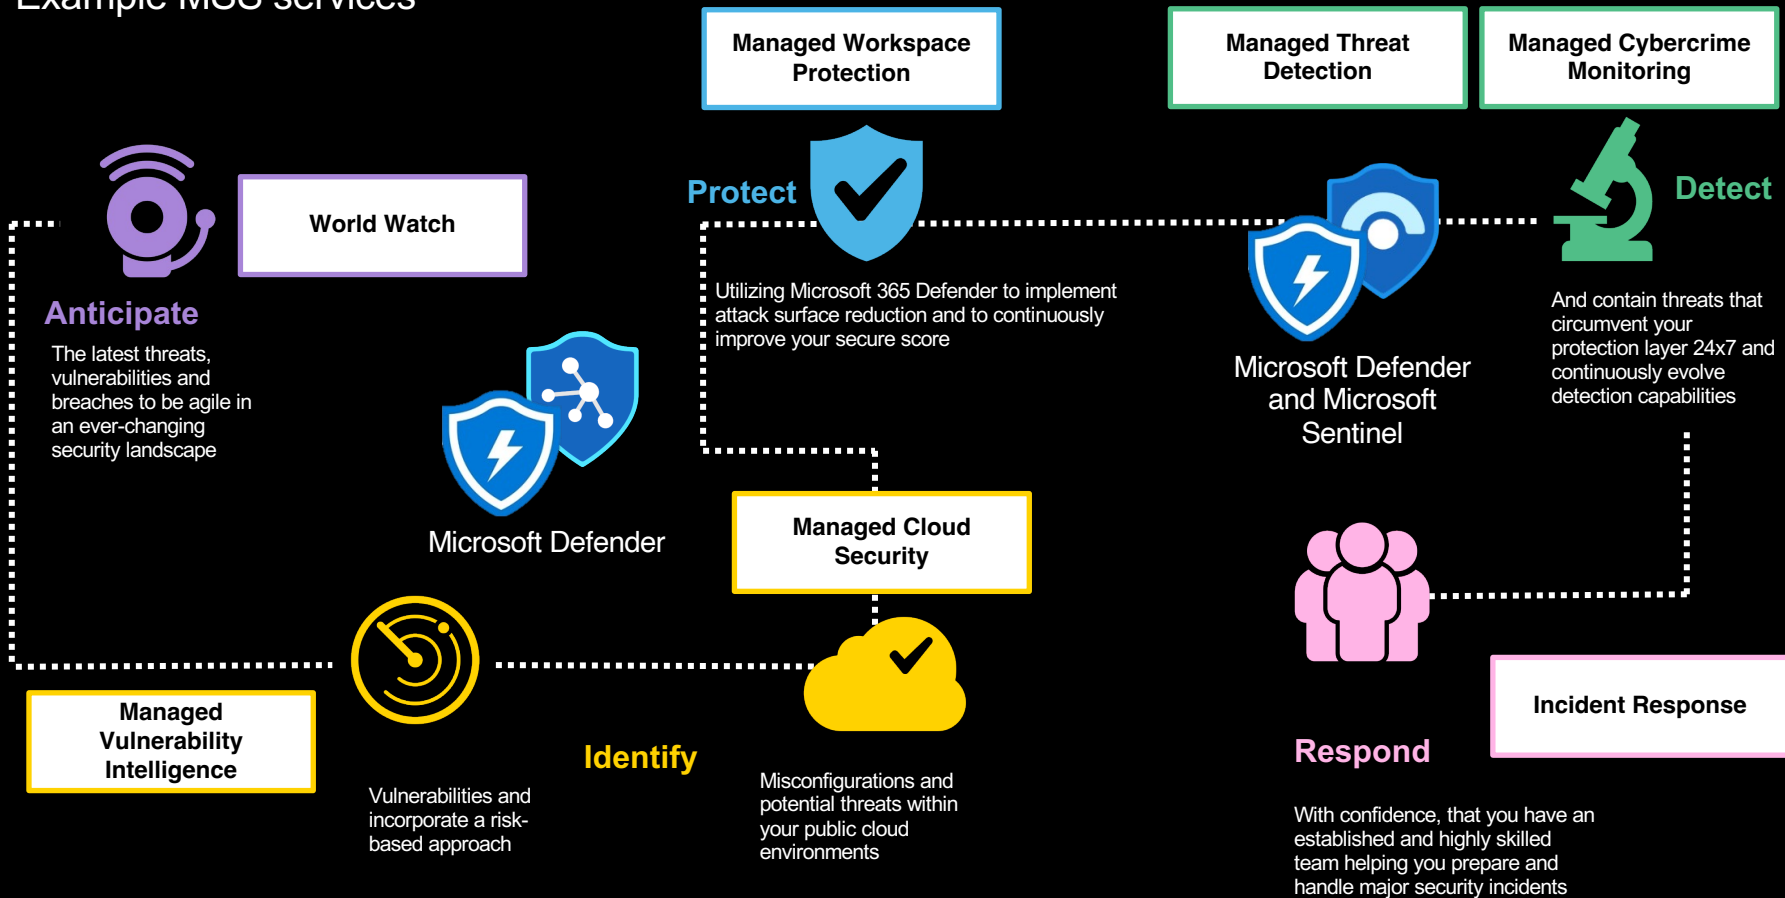 Example MSS services
Managed Workspace
Protection
Managed Threat
Detection
Managed Cybercrime
Monitoring
World Watch
Protect
Detect
Anticipate
The latest threats,
vulnerabilities and
breaches to be agile in
an ever-changing
security landscape
Utilizing Microsoft 365 Defender to implement
attack surface reduction and to continuously
improve your secure score
Microsoft Defender
and Microsoft
Sentinel
And contain threats that
circumvent your
protection layer 24x7 and
continuously evolve
detection capabilities
Microsoft Defender
Managed Cloud
Security
Managed
Vulnerability
Intelligence
Identify
Vulnerabilities and
incorporate a risk-
based approach
Misconfigurations and
potential threats within
your public cloud
environments
Incident Response
Respond
With confidence, that you have an
established and highly skilled
team helping you prepare and
handle major security incidents